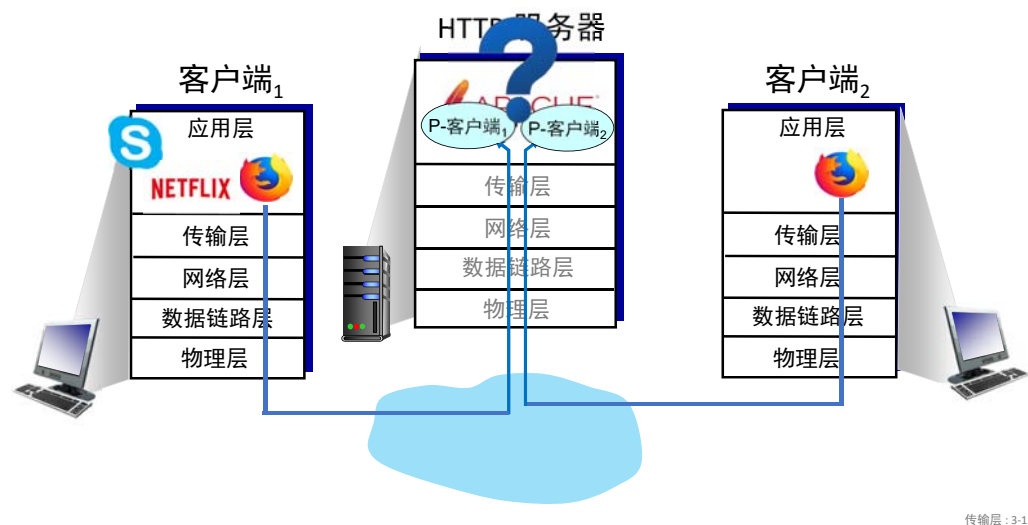 HTTP 服务器
客户端1
客户端2
应用层
NETFLIX
传输层
网络层
数据链路层
物理层
APACHE
P-客户端1
P-客户端2
传输层
网络层
数据链路层
物理层
应用层
传输层
网络层
数据链路层
物理层
传输层 : 3-1